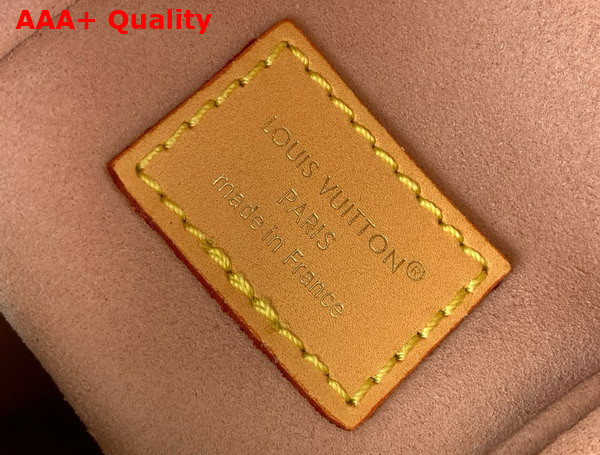 AAA+ Quality
LOUIS VUITTON®
PARIS
made in France